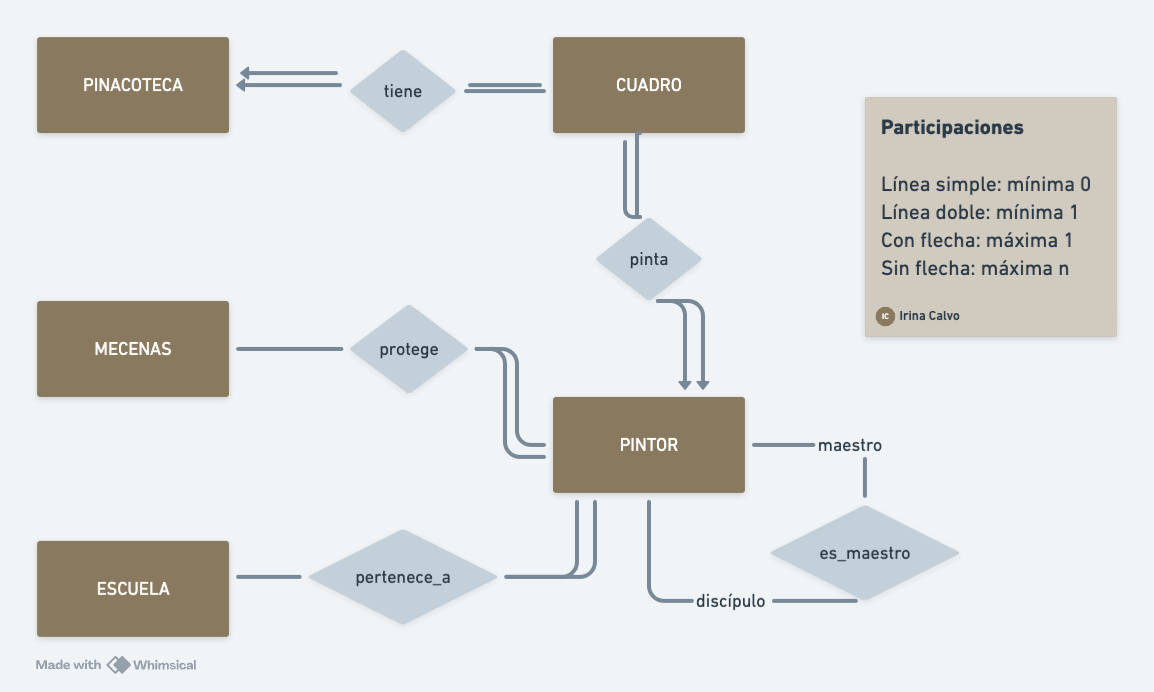 PINACOTECA
tiene
CUADRO
Participaciones
Línea simple: mínima 0
Línea doble: mínima 1
Con flecha: máxima 1
Sin flecha: máxima n
IC Irina Calvo
pinta
MECENAS
protege
PINTOR
maestro
es_maestro
discípulo
ESCUELA
pertenece_a
Made with Whimsical